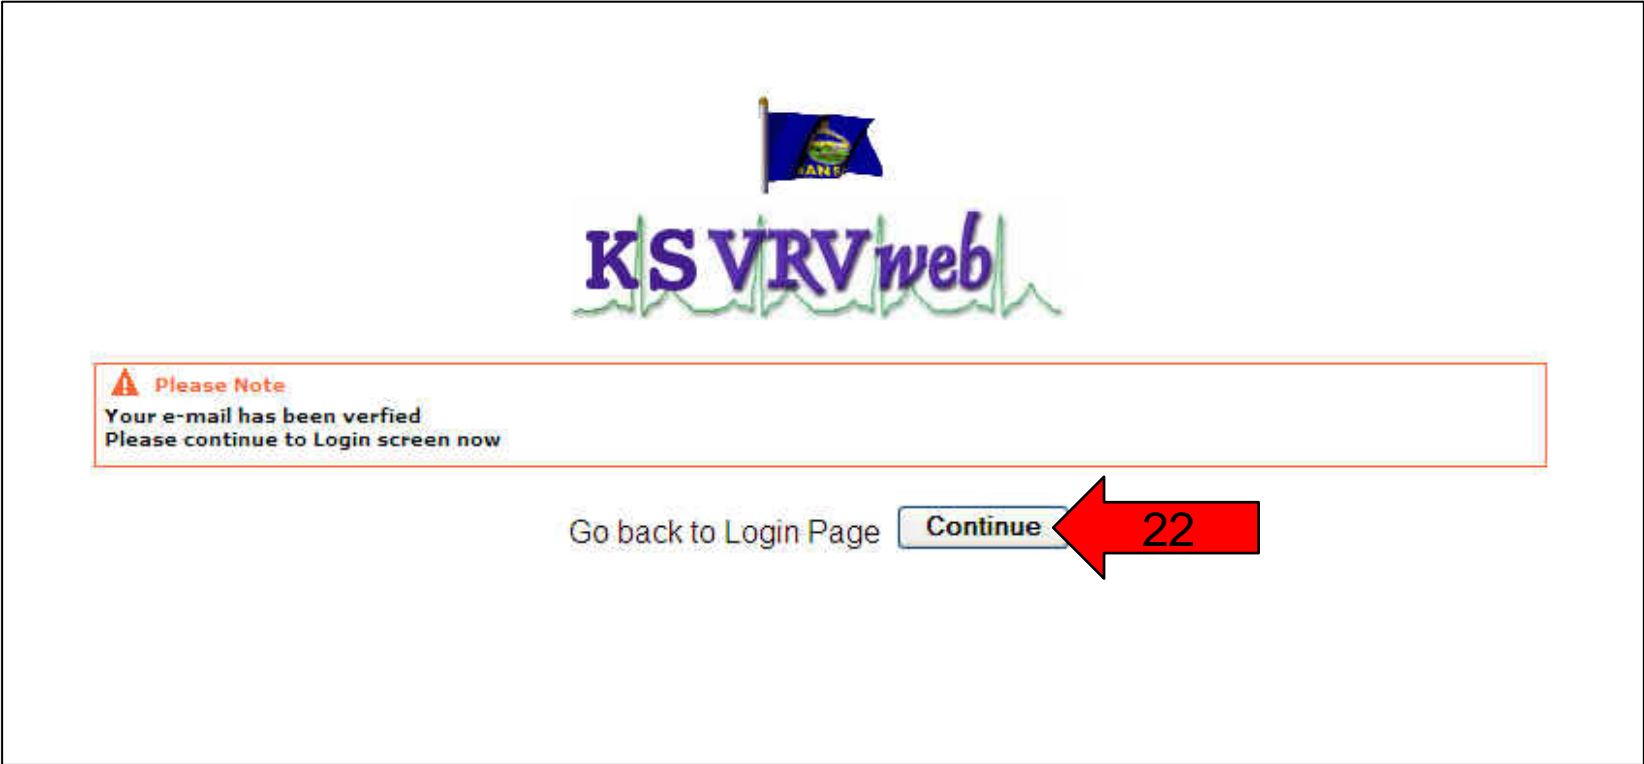 KS VRV web
Please Note
Your e-mail has been verfied
Please continue to Login screen now
Go back to Login Page Continue 22